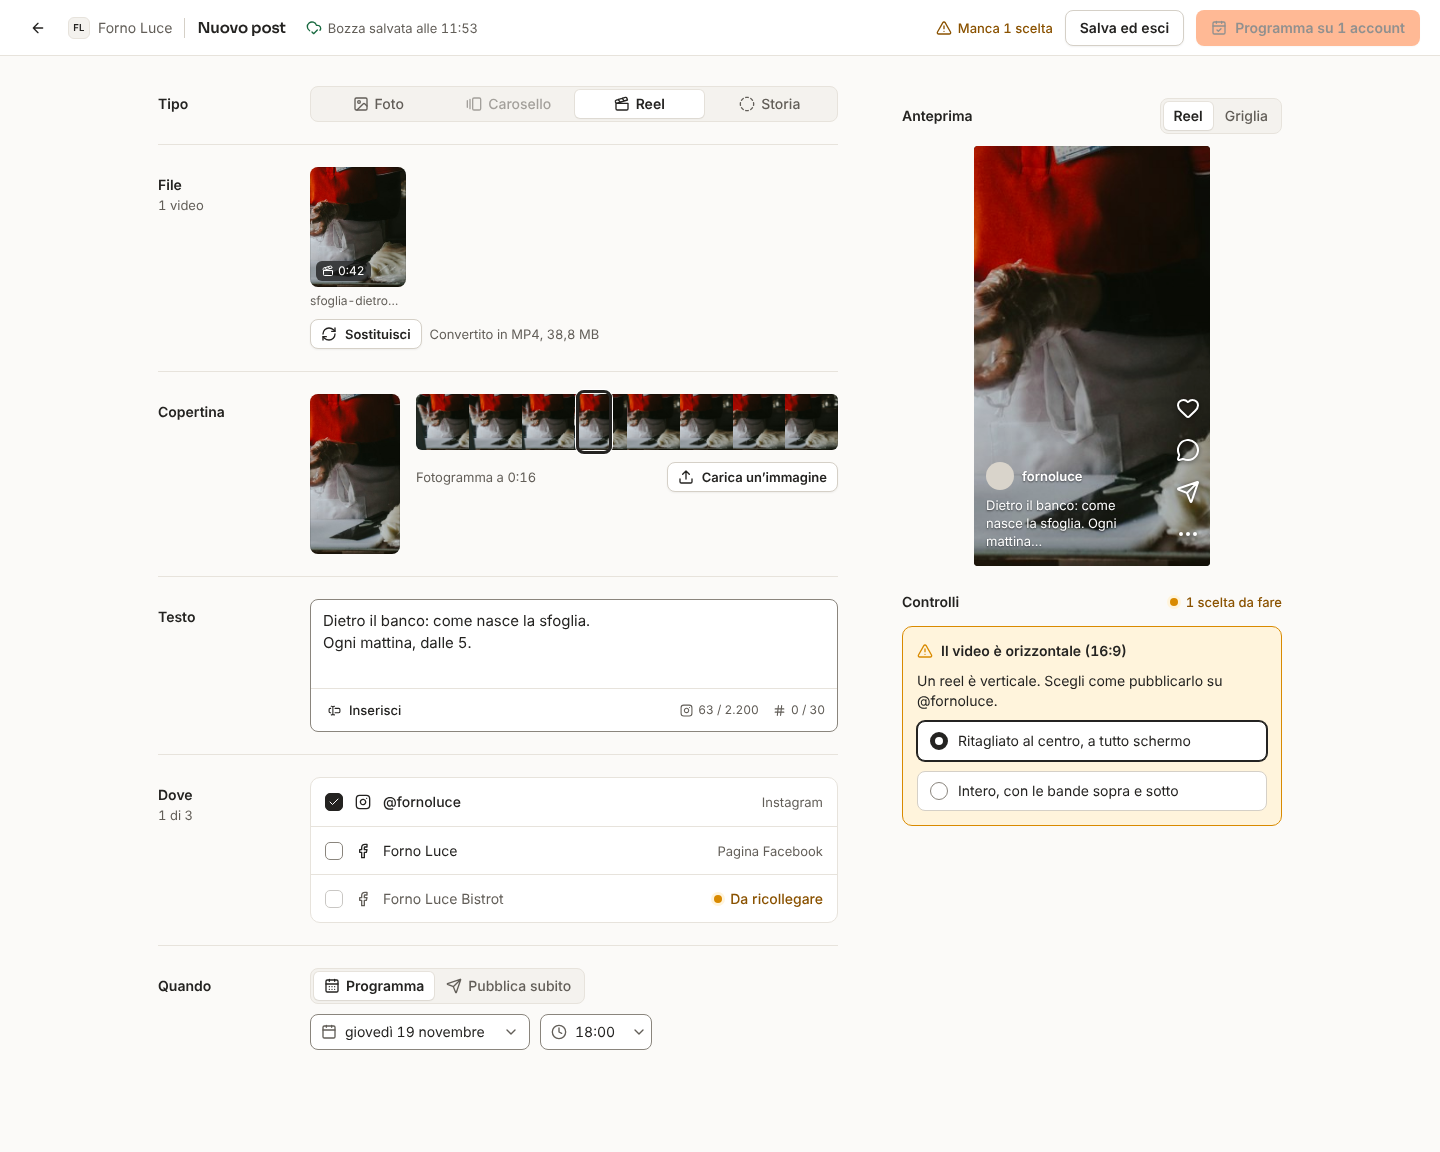 FL Forno Luce
Nuovo post
Bozza salvata alle 11:53
Manca 1 scelta
Salva ed esci
Programma su 1 account
Tipo
Foto
Carosello
Reel
Storia
File
1 video
0:42
sfoglia-dietro...
Sostituisci
Convertito in MP4, 38,8 MB
Copertina
Fotogramma a 0:16
Carica un’immagine
Testo
Dietro il banco: come nasce la sfoglia.
Ogni mattina, dalle 5.
Inserisci
63 / 2.200
0 / 30
Dove
1 di 3
@fornoluce
Instagram
Forno Luce
Pagina Facebook
Forno Luce Bistrot
Da ricollegare
Quando
Programma
Pubblica subito
giovedì 19 novembre
18:00
Anteprima
Reel
Griglia
fornoluce
Dietro il banco: come
nasce la sfoglia. Ogni
mattina...
Controlli
1 scelta da fare
Il video è orizzontale (16:9)
Un reel è verticale. Scegli come pubblicarlo su
@fornoluce.
Ritagliato al centro, a tutto schermo
Intero, con le bande sopra e sotto